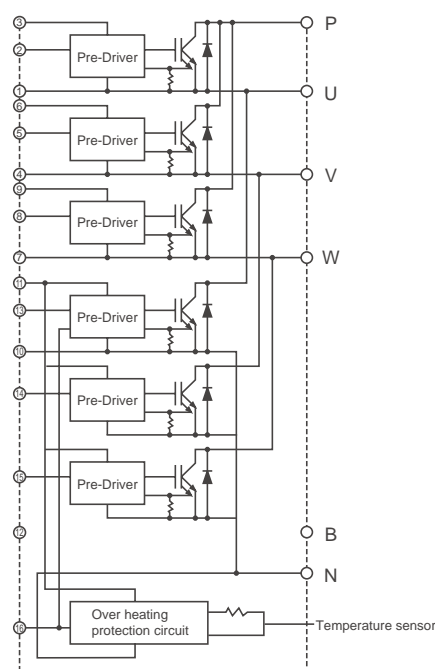 3
P
2
Pre-Driver
1
U
6
5
Pre-Driver
4
V
9
8
Pre-Driver
7
W
11
13
Pre-Driver
10
14
Pre-Driver
15
Pre-Driver
12
B
N
Over heating
protection circuit
16
Temperature sensor